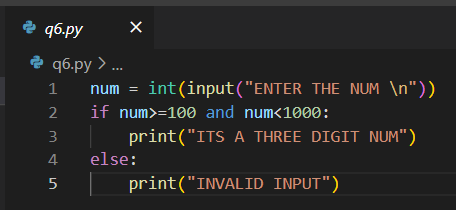 q6.py ×
q6.py > ...
1 num = int(input("ENTER THE NUM \n"))
2 if num>=100 and num<1000:
3     print("ITS A THREE DIGIT NUM")
4 else:
5     print("INVALID INPUT")